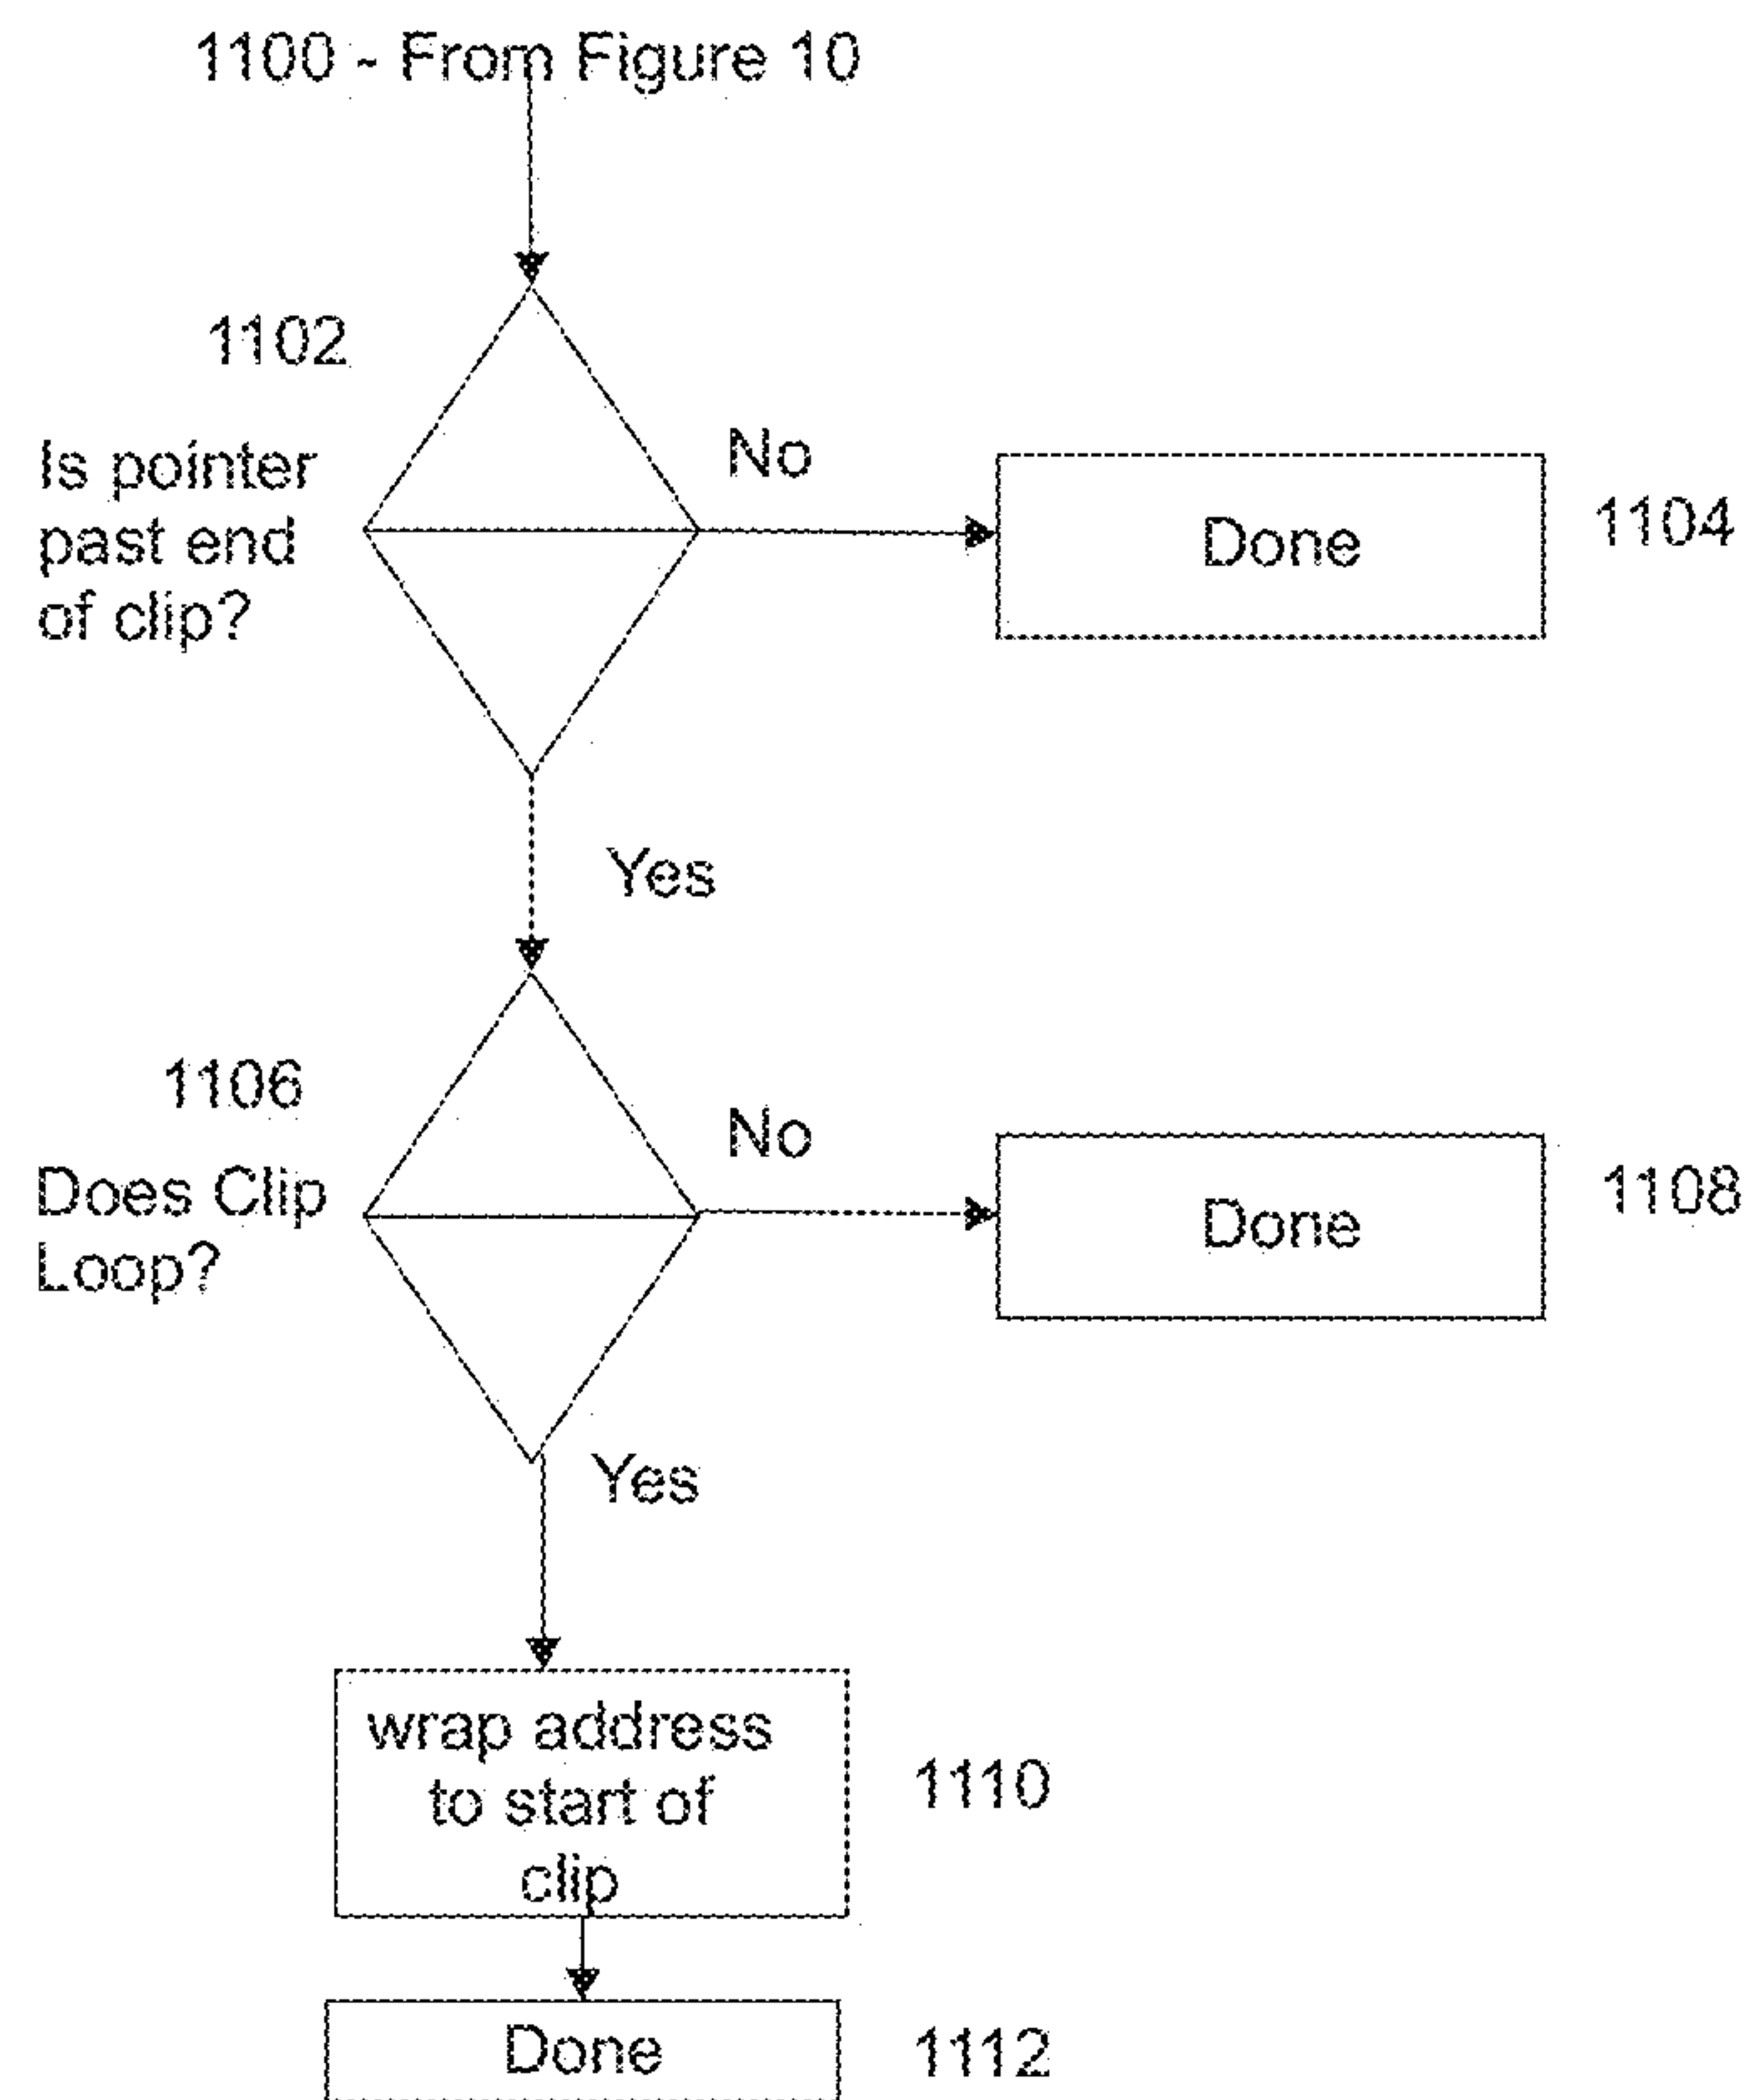 1100 - From Figure 10
1102
Is pointer
past end
of clip?
No
Done
1104
Yes
1106
Does Clip
Loop?
No
Done
1108
Yes
wrap address
to start of
clip
1110
Done
1112